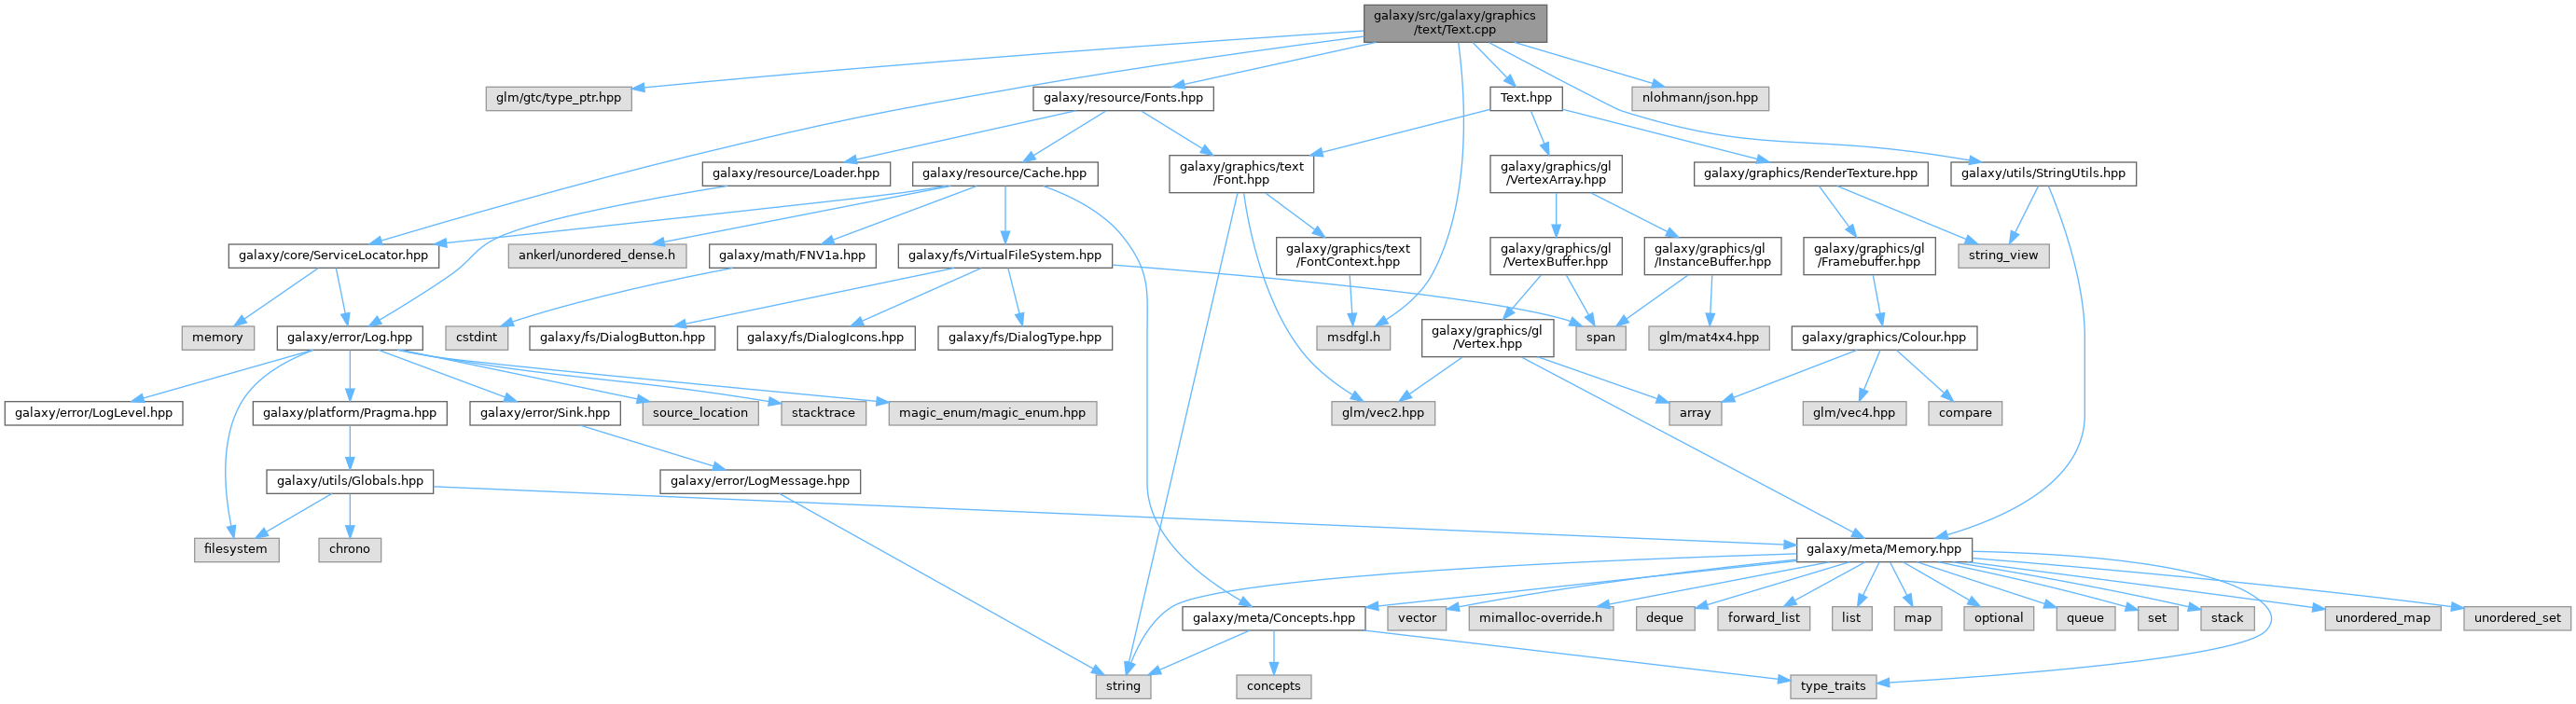 galaxy/src/galaxy/graphics
/text/Text.cpp
glm/gtc/type_ptr.hpp
galaxy/resource/Fonts.hpp
Text.hpp
nlohmann/json.hpp
galaxy/resource/Loader.hpp
galaxy/resource/Cache.hpp
galaxy/graphics/text
/Font.hpp
galaxy/graphics/gl
/VertexArray.hpp
galaxy/graphics/RenderTexture.hpp
galaxy/utils/StringUtils.hpp
galaxy/core/ServiceLocator.hpp
ankerl/unordered_dense.h
galaxy/math/FNV1a.hpp
galaxy/fs/VirtualFileSystem.hpp
galaxy/graphics/text
/FontContext.hpp
galaxy/graphics/gl
/VertexBuffer.hpp
galaxy/graphics/gl
/InstanceBuffer.hpp
galaxy/graphics/gl
/Framebuffer.hpp
string_view
memory
galaxy/error/Log.hpp
cstdint
galaxy/fs/DialogButton.hpp
galaxy/fs/DialogIcons.hpp
galaxy/fs/DialogType.hpp
msdfgl.h
galaxy/graphics/gl
/Vertex.hpp
span
glm/mat4x4.hpp
galaxy/graphics/Colour.hpp
galaxy/error/LogLevel.hpp
galaxy/platform/Pragma.hpp
galaxy/error/Sink.hpp
source_location
stacktrace
magic_enum/magic_enum.hpp
glm/vec2.hpp
array
glm/vec4.hpp
compare
galaxy/utils/Globals.hpp
galaxy/error/LogMessage.hpp
filesystem
chrono
galaxy/meta/Memory.hpp
galaxy/meta/Concepts.hpp
vector
mimalloc-override.h
deque
forward_list
list
map
optional
queue
set
stack
unordered_map
unordered_set
string
concepts
type_traits